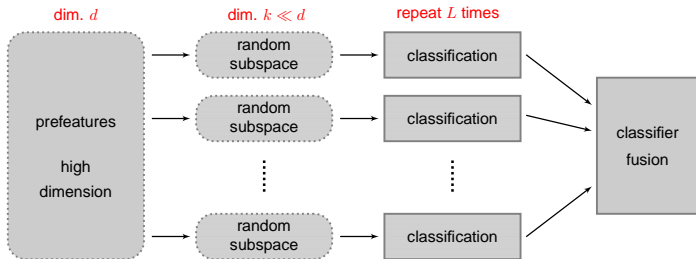 dim. d
dim. k ≪ d
repeat L times
prefeatures
high
dimension
random
subspace
classification
random
subspace
classification
random
subspace
classification
classifier
fusion